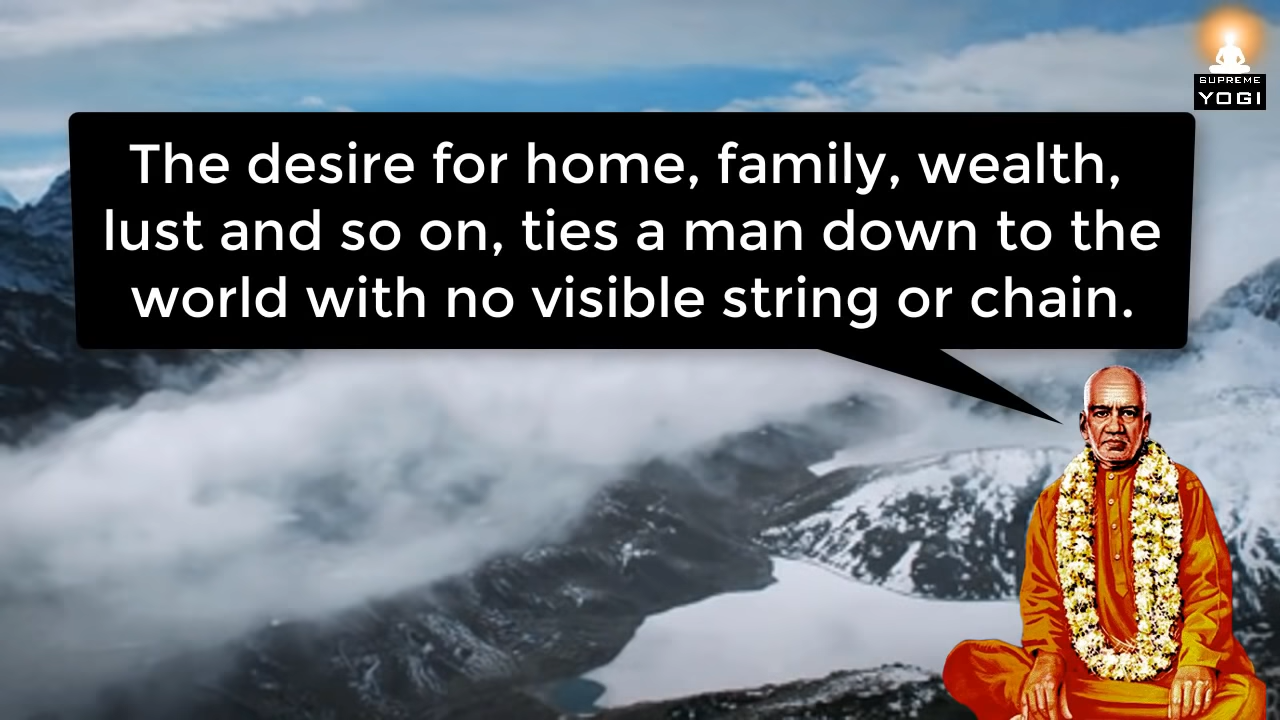 SUPREME
YOGI
The desire for home, family, wealth,
lust and so on, ties a man down to the
world with no visible string or chain.